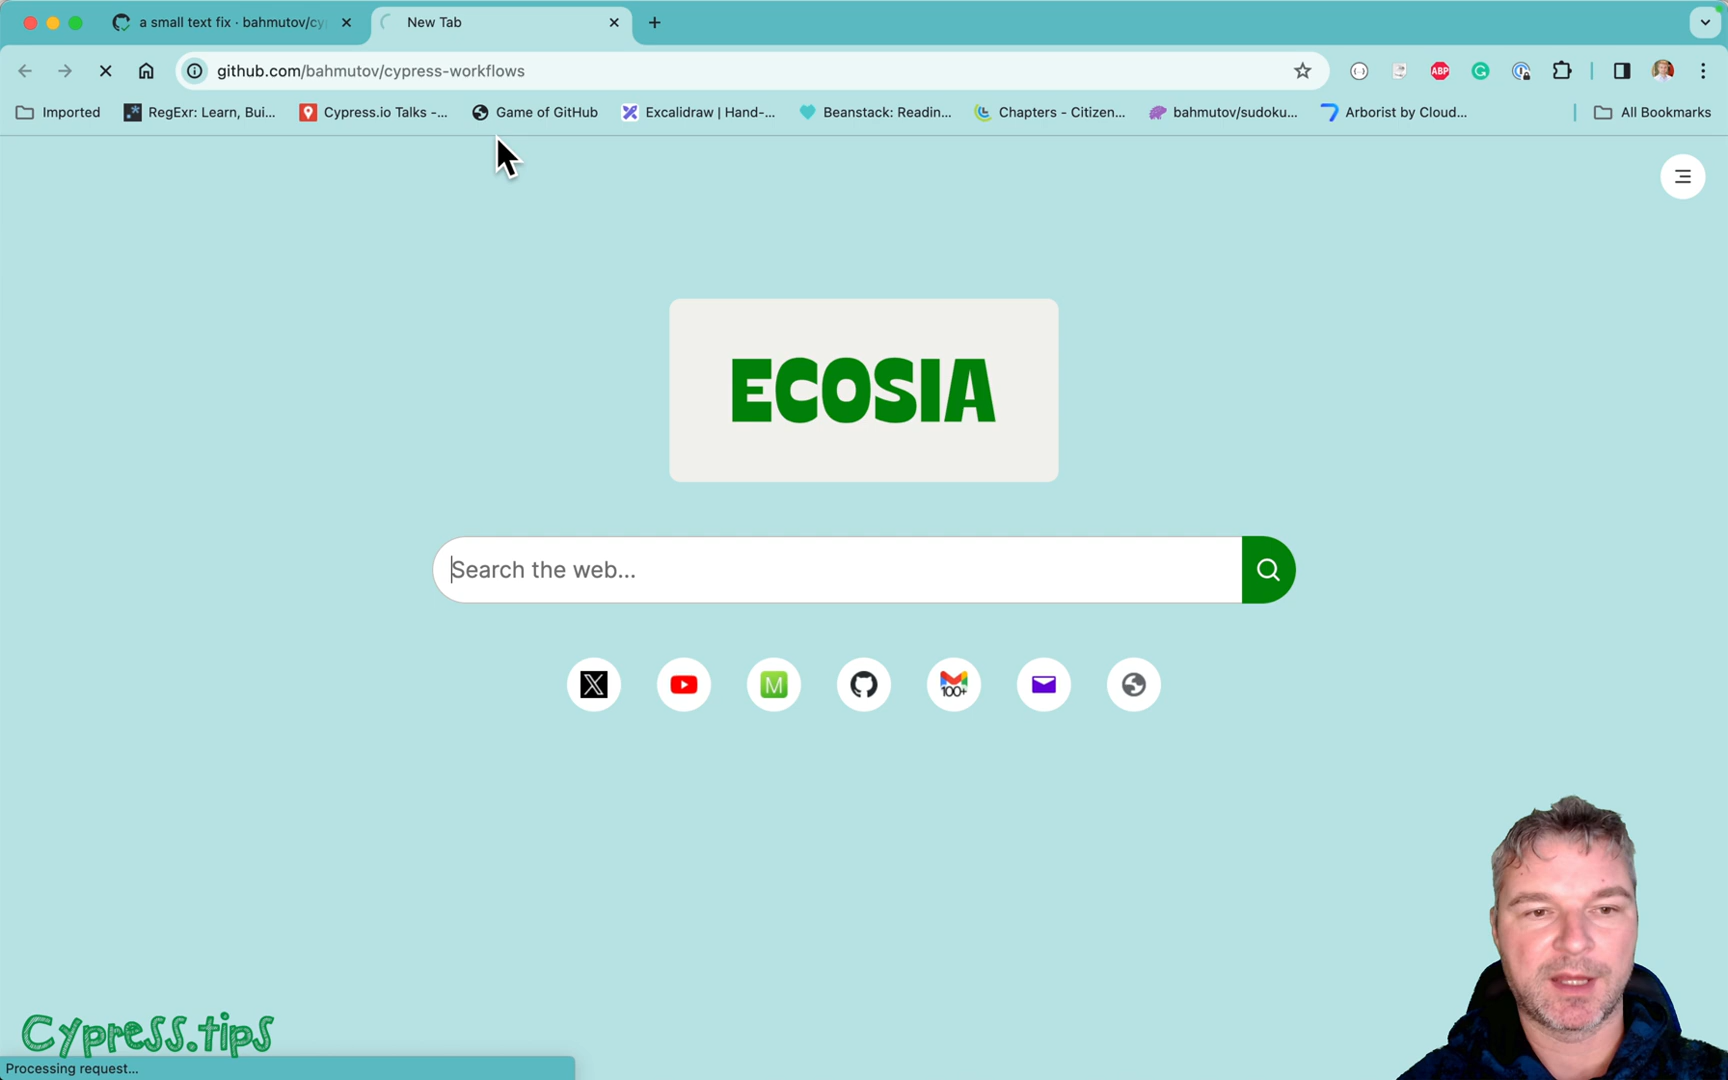 a small text fix · bahmutov/cy
New Tab
github.com/bahmutov/cypress-workflows
Imported
RegExr: Learn, Bui...
Cypress.io Talks -...
Game of GitHub
Excalidraw | Hand-...
Beanstack: Readin...
Chapters - Citizen...
bahmutov/sudoku...
Arborist by Cloud...
All Bookmarks
ABP
ECOSIA
Search the web...
M
100+
Cypress.tips
Processing request...